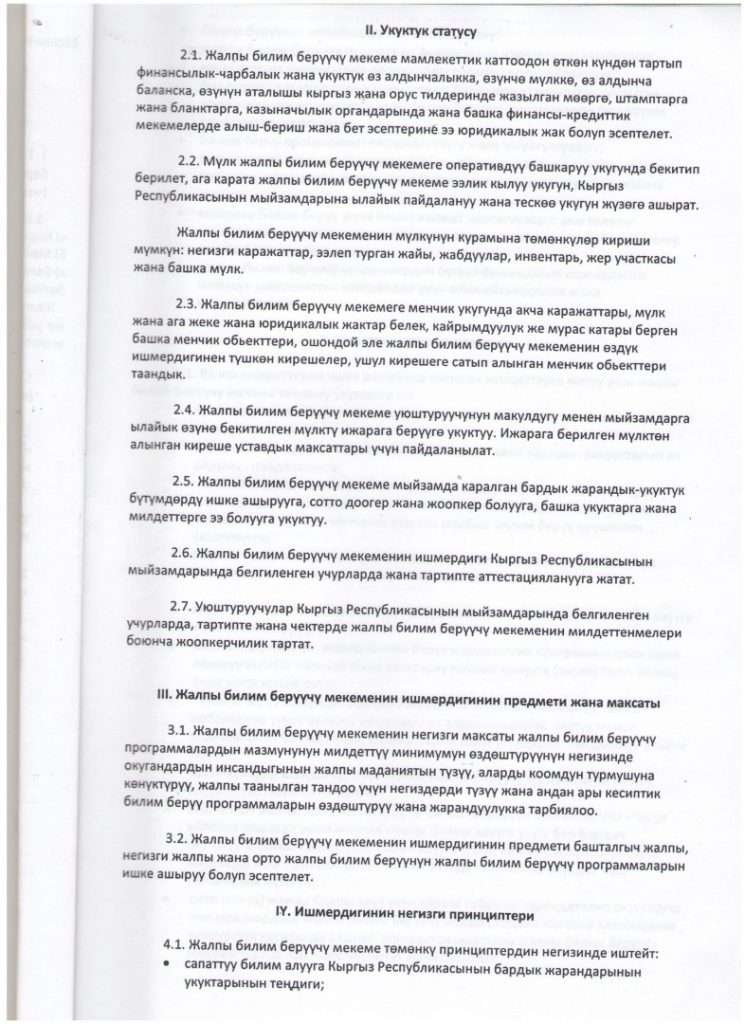 II. Укуктук статусу
2.1. Жалпы билим берүүчү мекеме мамлекеттик каттоодон өткөн күндөн тартып
финансылык-чарбалык жана укуктук өз алдынчалыкка, өзүнчө мүлккө, өз алдынча
баланска, өзүнүн аталышы кыргыз жана орус тилдеринде жазылган мөөргө, штамптарга
жана бланктарга, казыначылык органдарында жана башка финансы-кредиттик
мекемелерде алыш-бериш жана бет эсептерине ээ юридикалык жак болуп эсептелет.
2.2. Мүлк жалпы билим берүүчү мекемеге оперативдүү башкаруу укугунда бекитип
берилет, ага карата жалпы билим берүүчү мекеме ээлик кылуу укугун, Кыргыз
Республикасынын мыйзамдарына ылайык пайдалануу жана тескөө укугун жүзөгө ашырат.
Жалпы билим берүүчү мекеменин мүлкүнүн курамына төмөнкүлөр кириши
мүмкүн: негизги каражаттар, ээлеп турган жайы, жабдуулар, инвентарь, жер участкасы
жана башка мүлк.
2.3. Жалпы билим берүүчү мекемеге менчик укугунда акча каражаттары, мүлк
жана ага жеке жана юридикалык жактар белек, кайрымдуулук же мурас катары берген
башка менчик обьекттери, ошондой эле жалпы билим берүүчү мекеменин өздүк
ишмердигинен түшкөн кирешелер, ушул кирешеге сатып алынган менчик обьекттери
таандык.
2.4. Жалпы билим берүүчү мекеме уюштуруучунун макулдугу менен мыйзамдарга
ылайык өзүнө бекитилген мүлктү ижарага берүүгө укуктуу. Ижарага берилген мүлктөн
алынган киреше уставдык максаттары үчүн пайдаланылат.
2.5. Жалпы билим берүүчү мекеме мыйзамда каралган бардык жарандык-укуктук
бүтүмдөрдү ишке ашырууга, сотто доогер жана жоопкер болууга, башка укуктарга жана
милдеттерге ээ болууга укуктуу.
2.6. Жалпы билим берүүчү мекеменин ишмердиги Кыргыз Республикасынын
мыйзамдарында белгиленген учурларда жана тартипте аттестацияланууга жатат.
2.7. Уюштуруучулар Кыргыз Республикасынын мыйзамдарында белгиленген
учурларда, тартипте жана чектерде жалпы билим берүүчү мекеменин милдеттенмелери
боюнча жоопкерчилик тартат.
III. Жалпы билим берүүчү мекеменин ишмердигинин предмети жана максаты
3.1. Жалпы билим берүүчү мекеменин негизги максаты жалпы билим берүүчү
программалардын мазмунунун милдеттүү минимумун өздөштүрүүнүн негизинде
окугандардын инсандыгынын жалпы маданиятын түзүү, аларды коомдун турмушуна
көнүктүрүү, жалпы таанылган тандоо үчүн негиздерди түзүү жана андан ары кесиптик
билим берүү программаларын өздөштүрүү жана жарандуулукка тарбиялоо.
3.2. Жалпы билим берүүчү мекеменин ишмердигинин предмети башталгыч жалпы,
негизги жалпы жана орто жалпы билим берүүнүн жалпы билим берүүчү программаларын
ишке ашыруу болуп эсептелет.
IY. Ишмердигинин негизги принциптери
4.1. Жалпы билим берүүчү мекеме төмөнкү принциптердин негизинде иштейт:
• сапаттуу билим алууга Кыргыз Республикасынын бардык жарандарынын
укуктарынын теңдиги;